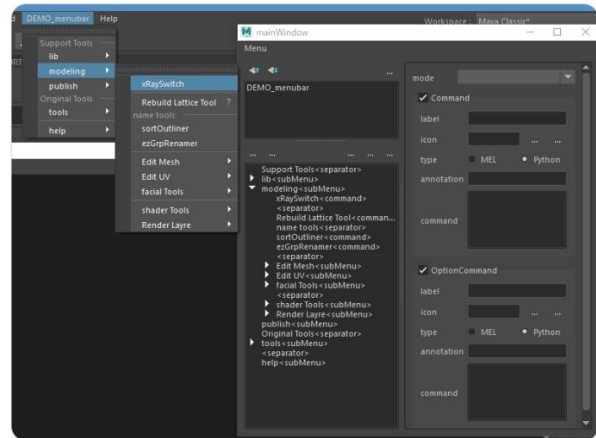 DEMO_menubar Help
Workspace : Maya Classic*
Support Tools
lib
modeling
publish
Original Tools
tools
help
xRaySwitch
Rebuild Lattice Tool ?
name tools
sortOutliner
ezGrpRenamer
Edit Mesh
Edit UV
facial Tools
shader Tools
Render Layre
mainWindow
Menu
...
DEMO_menubar
... ... ... ... ...
Support Tools<separator>
lib<subMenu>
modeling<subMenu>
xRaySwitch<command>
<separator>
Rebuild Lattice Tool<comman...
name tools<separator>
sortOutliner<command>
ezGrpRenamer<command>
<separator>
Edit Mesh<subMenu>
Edit UV<subMenu>
facial Tools<subMenu>
<separator>
shader Tools<subMenu>
Render Layre<subMenu>
publish<subMenu>
Original Tools<separator>
tools<subMenu>
<separator>
help<subMenu>
mode
Command
label
icon ... ...
type MEL Python
annotation
command
OptionCommand
label
icon ... ...
type MEL Python
annotation
command